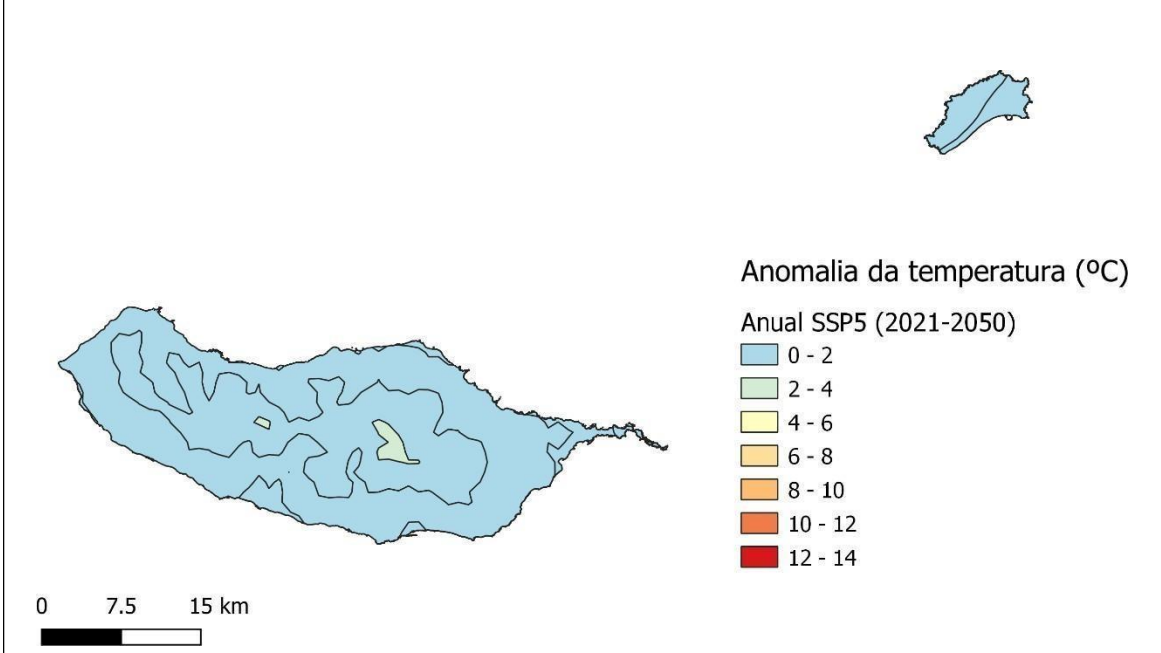 Anomalia da temperatura (ºC)
Anual SSP5 (2021-2050)
0 - 2
2 - 4
4 - 6
6 - 8
8 - 10
10 - 12
12 - 14
0 7.5 15 km